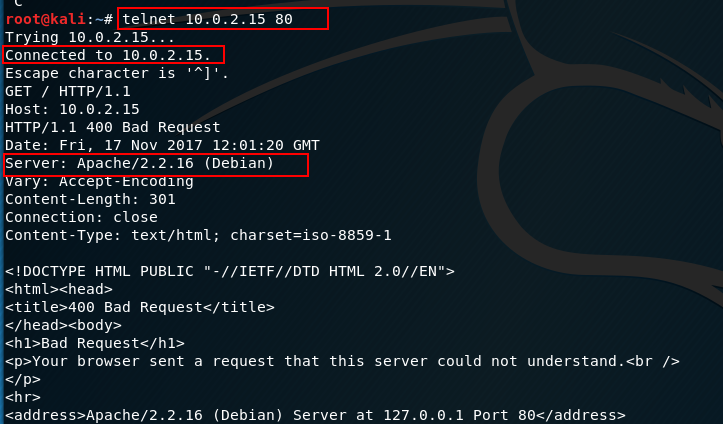 ^C
root@kali:~# telnet 10.0.2.15 80
Trying 10.0.2.15...
Connected to 10.0.2.15.
Escape character is '^]'.
GET / HTTP/1.1
Host: 10.0.2.15
HTTP/1.1 400 Bad Request
Date: Fri, 17 Nov 2017 12:01:20 GMT
Server: Apache/2.2.16 (Debian)
Vary: Accept-Encoding
Content-Length: 301
Connection: close
Content-Type: text/html; charset=iso-8859-1
<!DOCTYPE HTML PUBLIC "-//IETF//DTD HTML 2.0//EN">
<html><head>
<title>400 Bad Request</title>
</head><body>
<h1>Bad Request</h1>
<p>Your browser sent a request that this server could not understand.<br />
</p>
<hr>
<address>Apache/2.2.16 (Debian) Server at 127.0.0.1 Port 80</address>